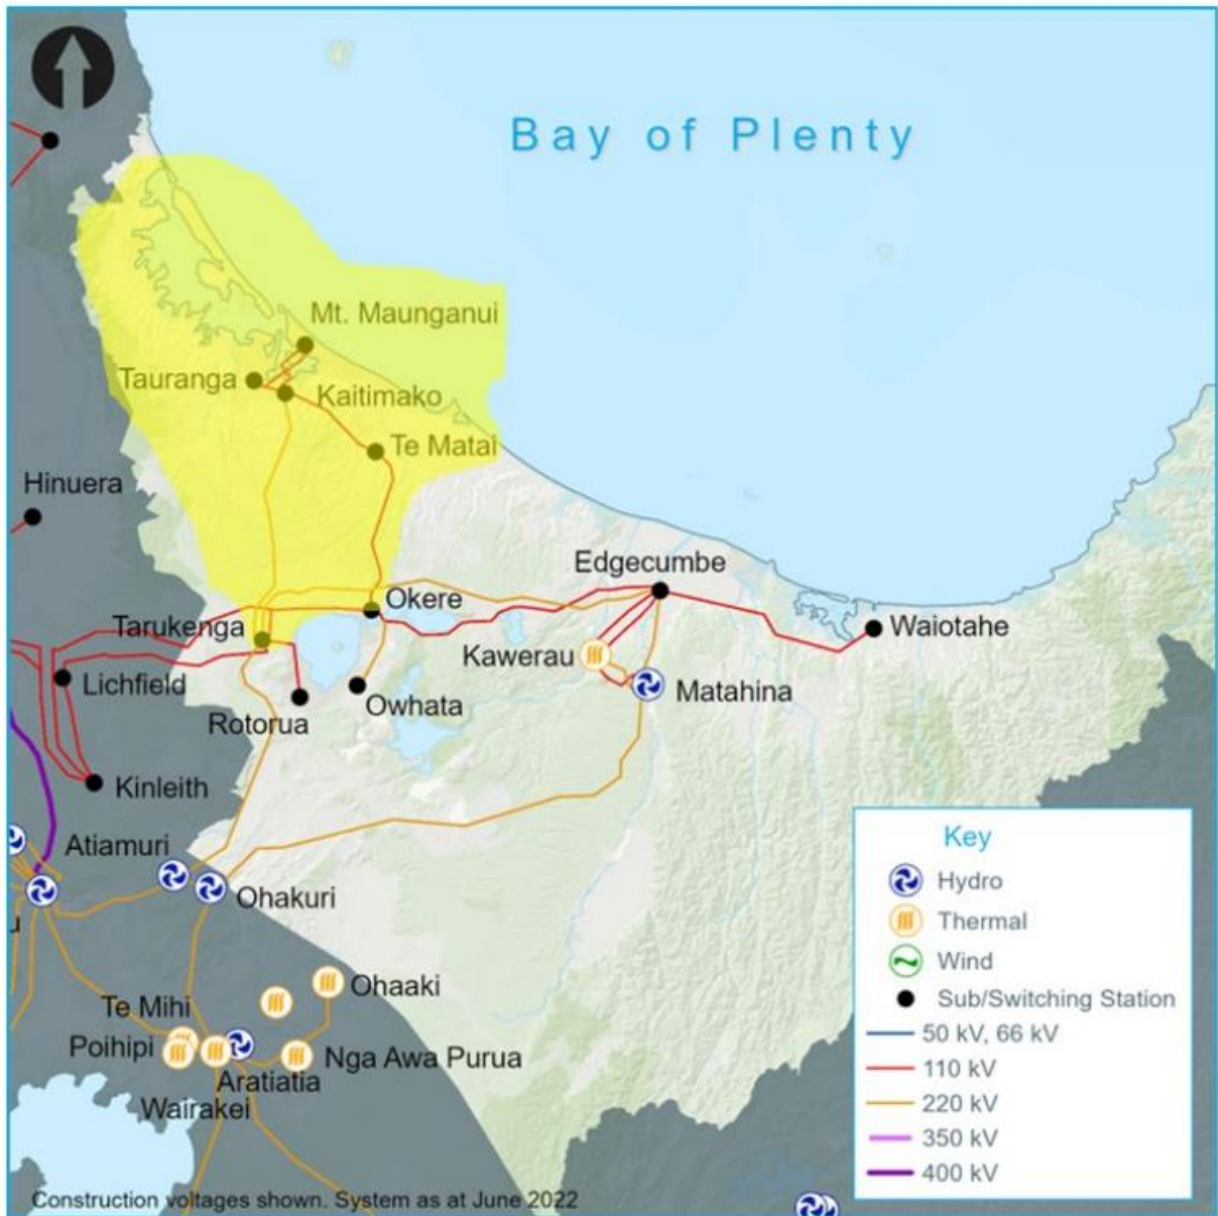 Bay of Plenty
Mt. Maunganui
Tauranga
Kaitimako
Te Matai
Hinuera
Edgecumbe
Okere
Tarukenga
Waiotahe
Kawerau
Lichfield
Owhata
Matahina
Rotorua
Kinleith
Atiamuri
Ohakuri
u
Ohaaki
Te Mihi
Poihipi
Nga Awa Purua
Aratiatia
Wairakei
Key
Hydro
Thermal
Wind
Sub/Switching Station
50 kV, 66 kV
110 kV
220 kV
350 kV
400 kV
Construction voltages shown. System as at June 2022